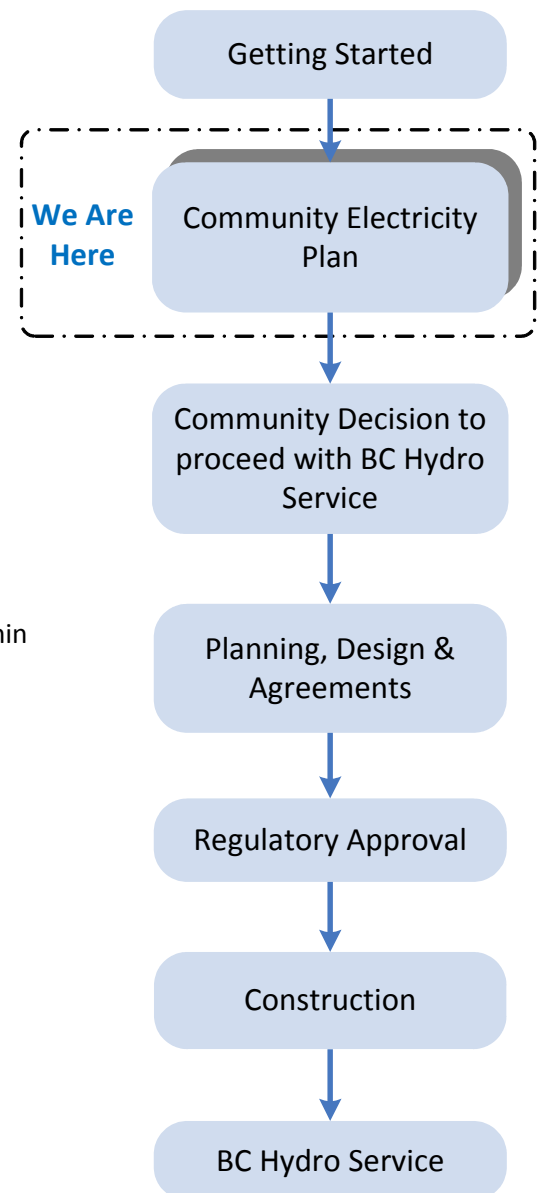 Getting Started
We Are
Here
Community Electricity
Plan
Community Decision to
proceed with BC Hydro
Service
Planning, Design &
Agreements
Regulatory Approval
Construction
BC Hydro Service